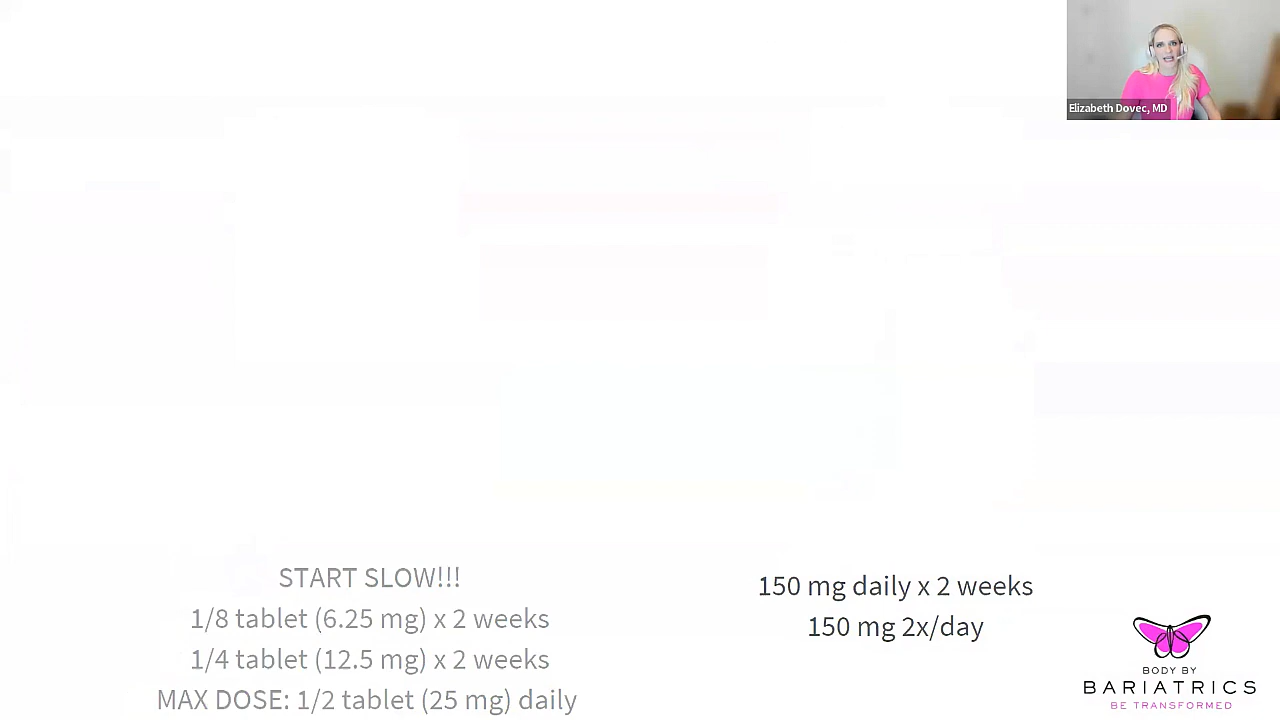 Elizabeth Dovec, MD
START SLOW!!!
1/8 tablet (6.25 mg) x 2 weeks
1/4 tablet (12.5 mg) x 2 weeks
MAX DOSE: 1/2 tablet (25 mg) daily
150 mg daily x 2 weeks
150 mg 2x/day
BODY BY
BARIATRICS
BE TRANSFORMED